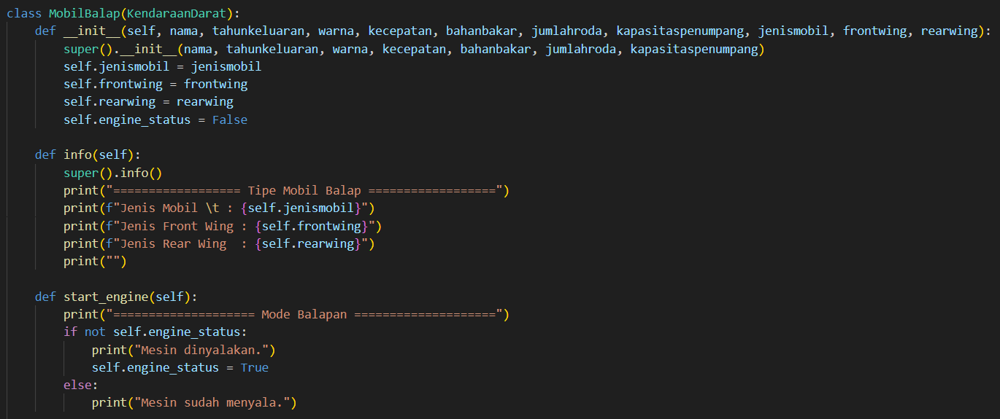 class MobilBalap(KendaraanDarat):
    def __init__(self, nama, tahunkeluaran, warna, kecepatan, bahanbakar, jumlahroda, kapasitaspenumpang, jenismobil, frontwing, rearwing):
        super().__init__(nama, tahunkeluaran, warna, kecepatan, bahanbakar, jumlahroda, kapasitaspenumpang)
        self.jenismobil = jenismobil
        self.frontwing = frontwing
        self.rearwing = rearwing
        self.engine_status = False

    def info(self):
        super().info()
        print("================== Tipe Mobil Balap ==================")
        print(f"Jenis Mobil \t : {self.jenismobil}")
        print(f"Jenis Front Wing : {self.frontwing}")
        print(f"Jenis Rear Wing  : {self.rearwing}")
        print("")

    def start_engine(self):
        print("==================== Mode Balapan ====================")
        if not self.engine_status:
            print("Mesin dinyalakan.")
            self.engine_status = True
        else:
            print("Mesin sudah menyala.")